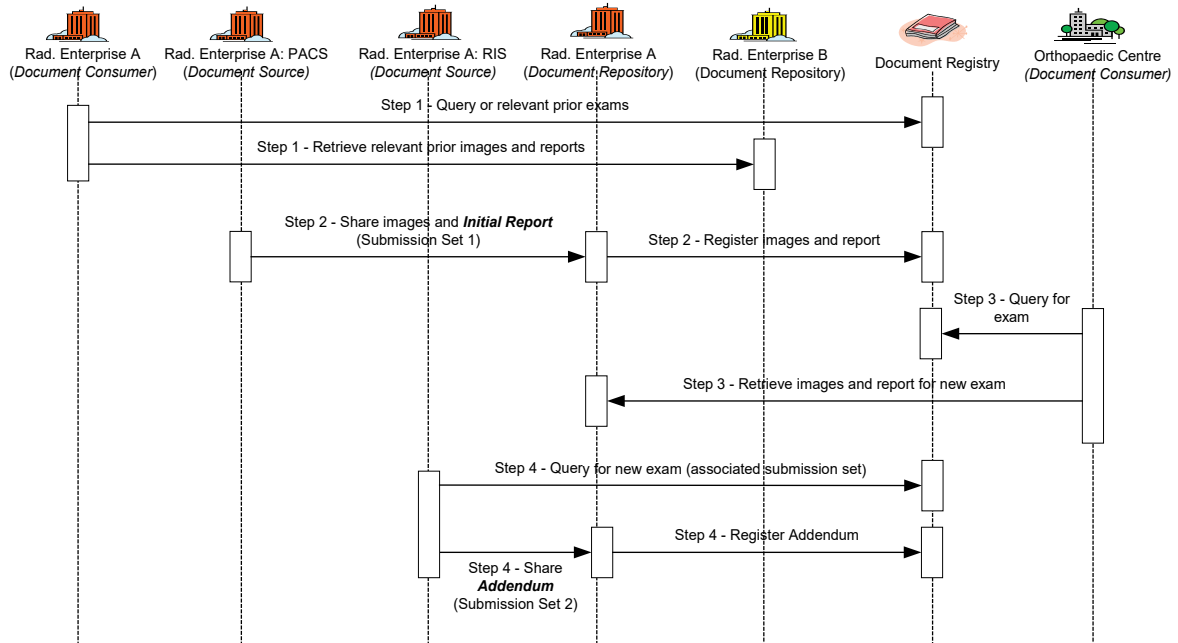 Rad. Enterprise A
(Document Consumer)
Rad. Enterprise A: PACS
(Document Source)
Rad. Enterprise A: RIS
(Document Source)
Rad. Enterprise A
(Document Repository)
Rad. Enterprise B
(Document Repository)
Document Registry
Orthopaedic Centre
(Document Consumer)
Step 1 - Query or relevant prior exams
Step 1 - Retrieve relevant prior images and reports
Step 2 - Share images and Initial Report
(Submission Set 1)
Step 2 - Register images and report
Step 3 - Query for
exam
Step 3 - Retrieve images and report for new exam
Step 4 - Query for new exam (associated submission set)
Step 4 - Register Addendum
Step 4 - Share
Addendum
(Submission Set 2)